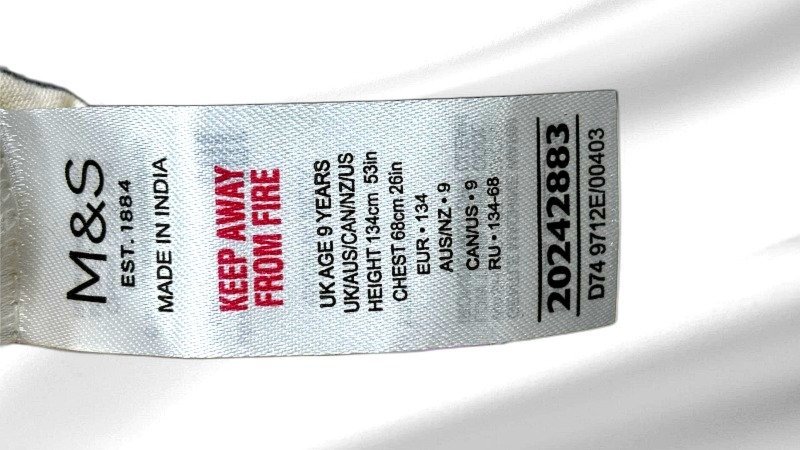 M&S
EST. 1884
MADE IN INDIA
KEEP AWAY
FROM FIRE
UK AGE 9 YEARS
UK/AUS/CAN/NZ/US
HEIGHT 134cm 53in
CHEST 68cm 26in
EUR • 134
AUS/NZ • 9
CAN/US • 9
RU • 134-68
20242883
D74 9712E/00403